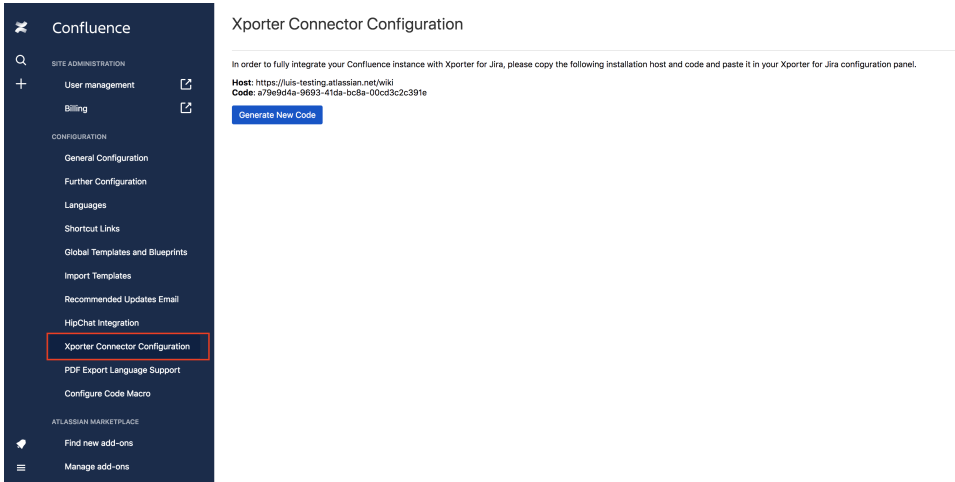 Confluence
SITE ADMINISTRATION
User management
Billing
CONFIGURATION
General Configuration
Further Configuration
Languages
Shortcut Links
Global Templates and Blueprints
Import Templates
Recommended Updates Email
HipChat Integration
Xporter Connector Configuration
PDF Export Language Support
Configure Code Macro
ATLASSIAN MARKETPLACE
Find new add-ons
Manage add-ons
Xporter Connector Configuration
In order to fully integrate your Confluence instance with Xporter for Jira, please copy the following installation host and code and paste it in your Xporter for Jira configuration panel.
Host: https://luis-testing.atlassian.net/wiki
Code: a79e9d4a-9693-41da-bc8a-00cd3c2c391e
Generate New Code